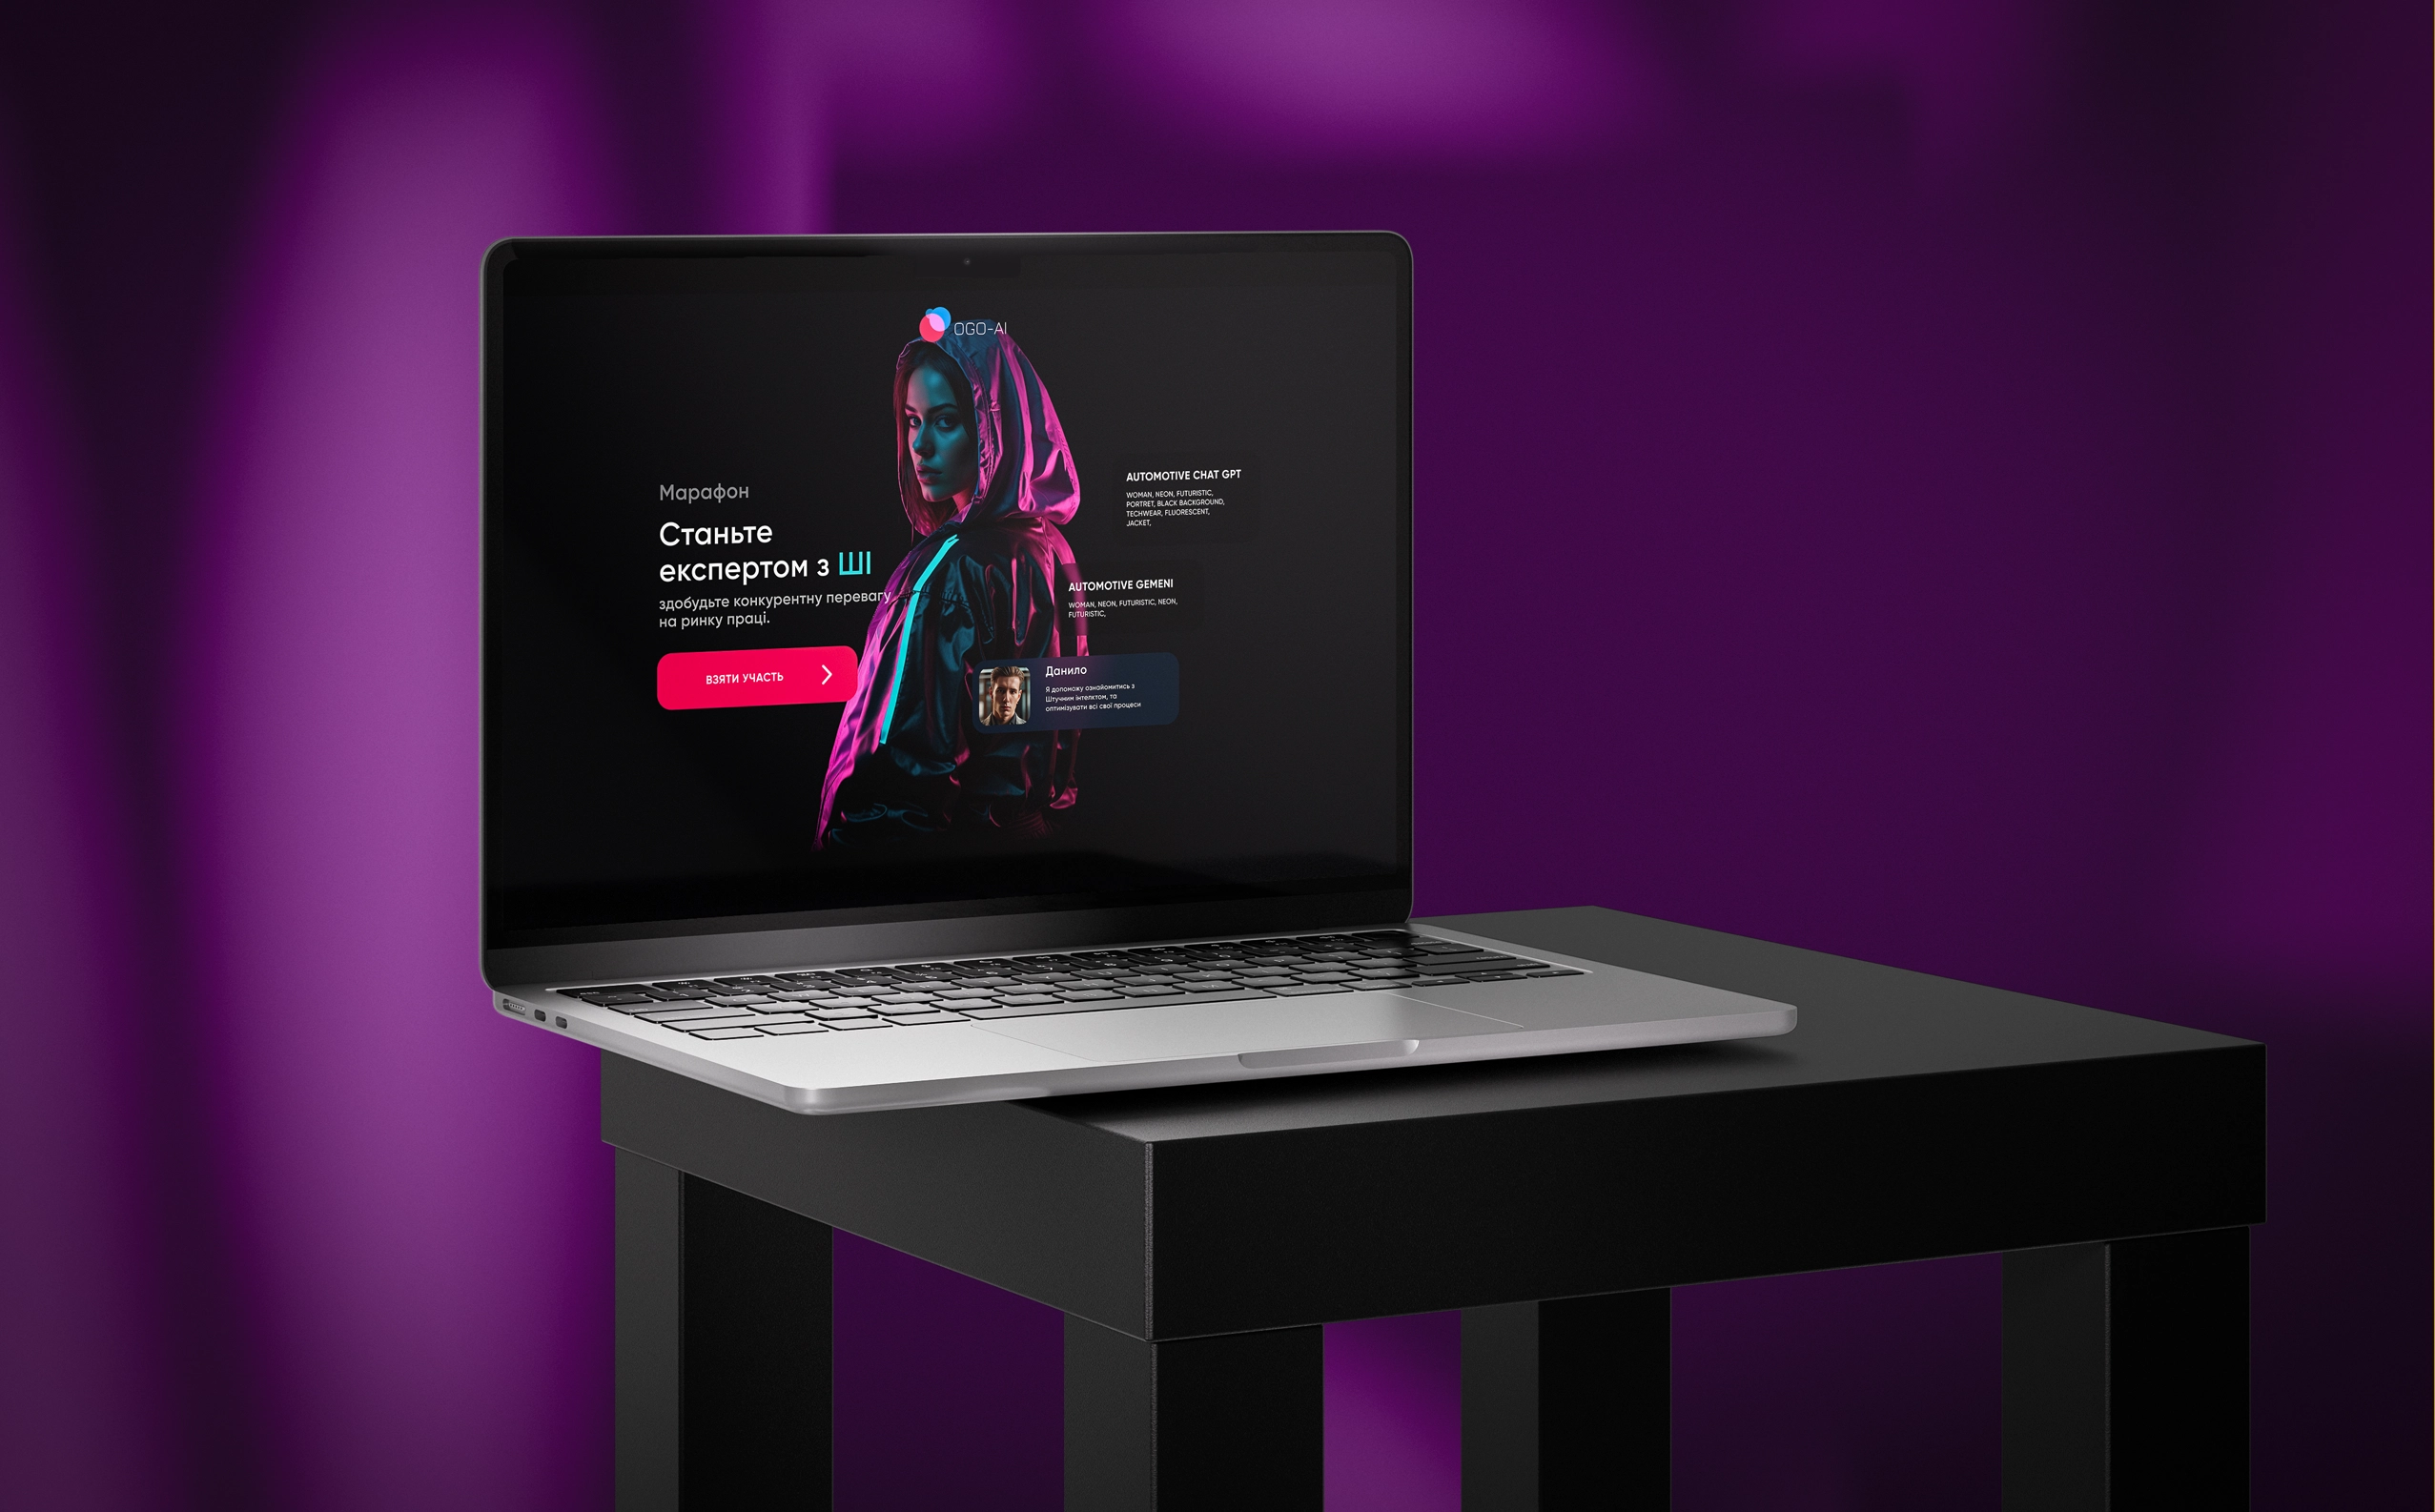 OGO-AI
Марафон
Станьте
експертом з ШІ
здобудьте конкурентну перевагу
на ринку праці.
ВЗЯТИ УЧАСТЬ
AUTOMOTIVE CHAT GPT
WOMAN, NEON, FUTURISTIC,
PORTRET, BLACK BACKGROUND,
TECHWEAR, FLUORESCENT,
JACKET,
AUTOMOTIVE GEMENI
WOMAN, NEON, FUTURISTIC, NEON,
FUTURISTIC,
Данило
Я допоможу ознайомитись з
Штучним інтелктом, та
оптимізувати всі свої процеси